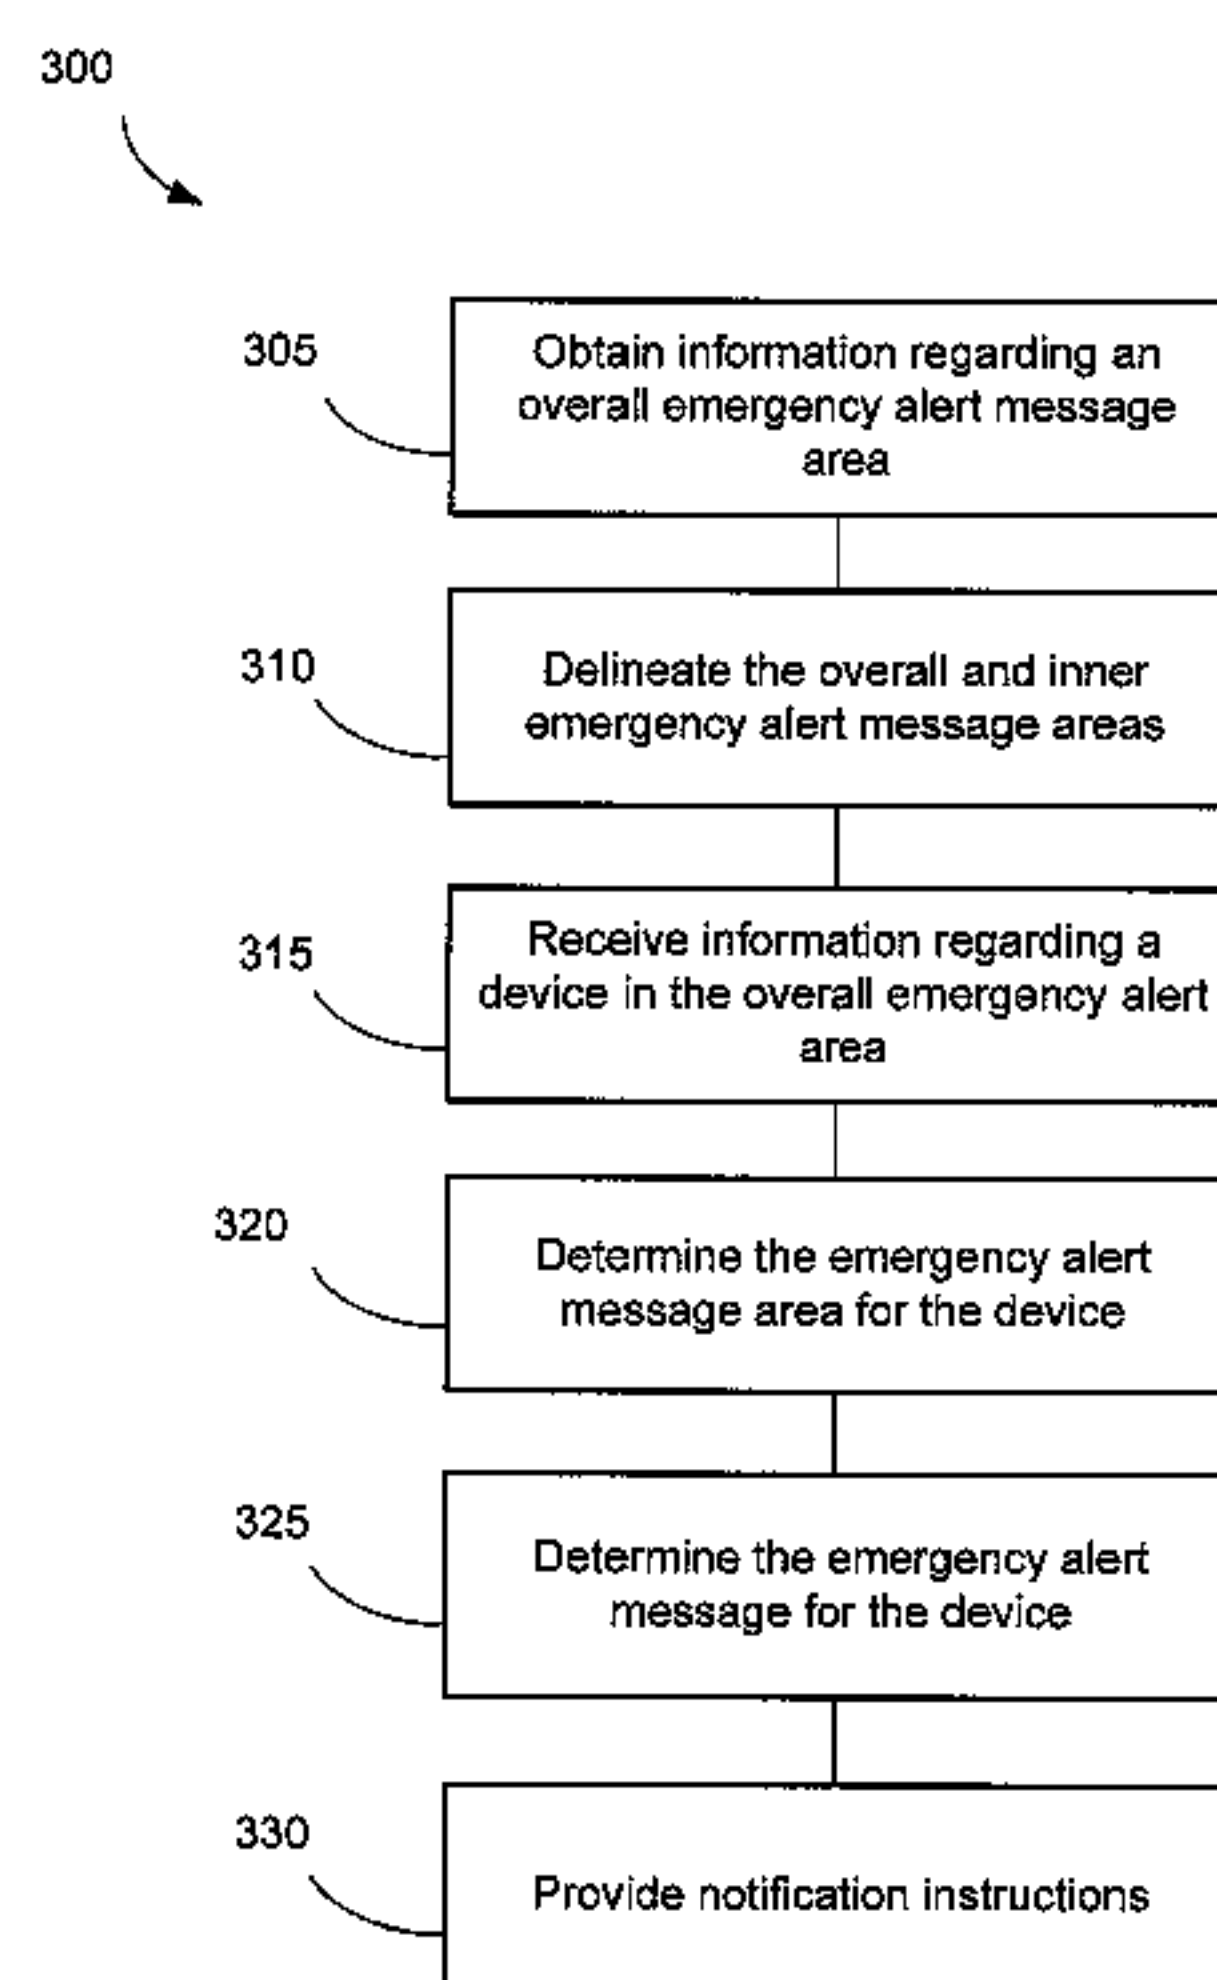 300
305
Obtain information regarding an
overall emergency alert message
area
310
Delineate the overall and inner
emergency alert message areas
315
Receive information regarding a
device in the overall emergency alert
area
320
Determine the emergency alert
message area for the device
325
Determine the emergency alert
message for the device
330
Provide notification instructions